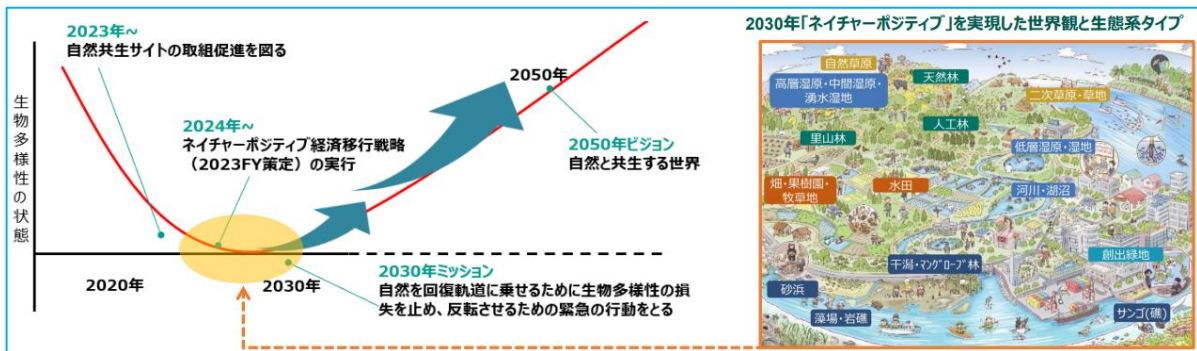 2023年~
自然共生サイトの取組促進を図る
生物多様性の状態
2024年~
ネイチャーポジティブ経済移行戦略
（2023FY策定）の実行
2050年
2050年ビジョン
自然と共生する世界
2020年
2030年
2030年ミッション
自然を回復軌道に乗せるために生物多様性の損
失を止め、反転させるための緊急の行動をとる
2030年「ネイチャーポジティブ」を実現した世界観と生態系タイプ
自然草原
天然林
高層湿原・中間湿原・
湧水湿地
二次草原・草地
人工林
里山林
低層湿原・湿地
畑・果樹園・
牧草地
水田
河川・湖沼
創出緑地
干潟・マングローブ林
砂浜
藻場・岩礁
サンゴ(礁)